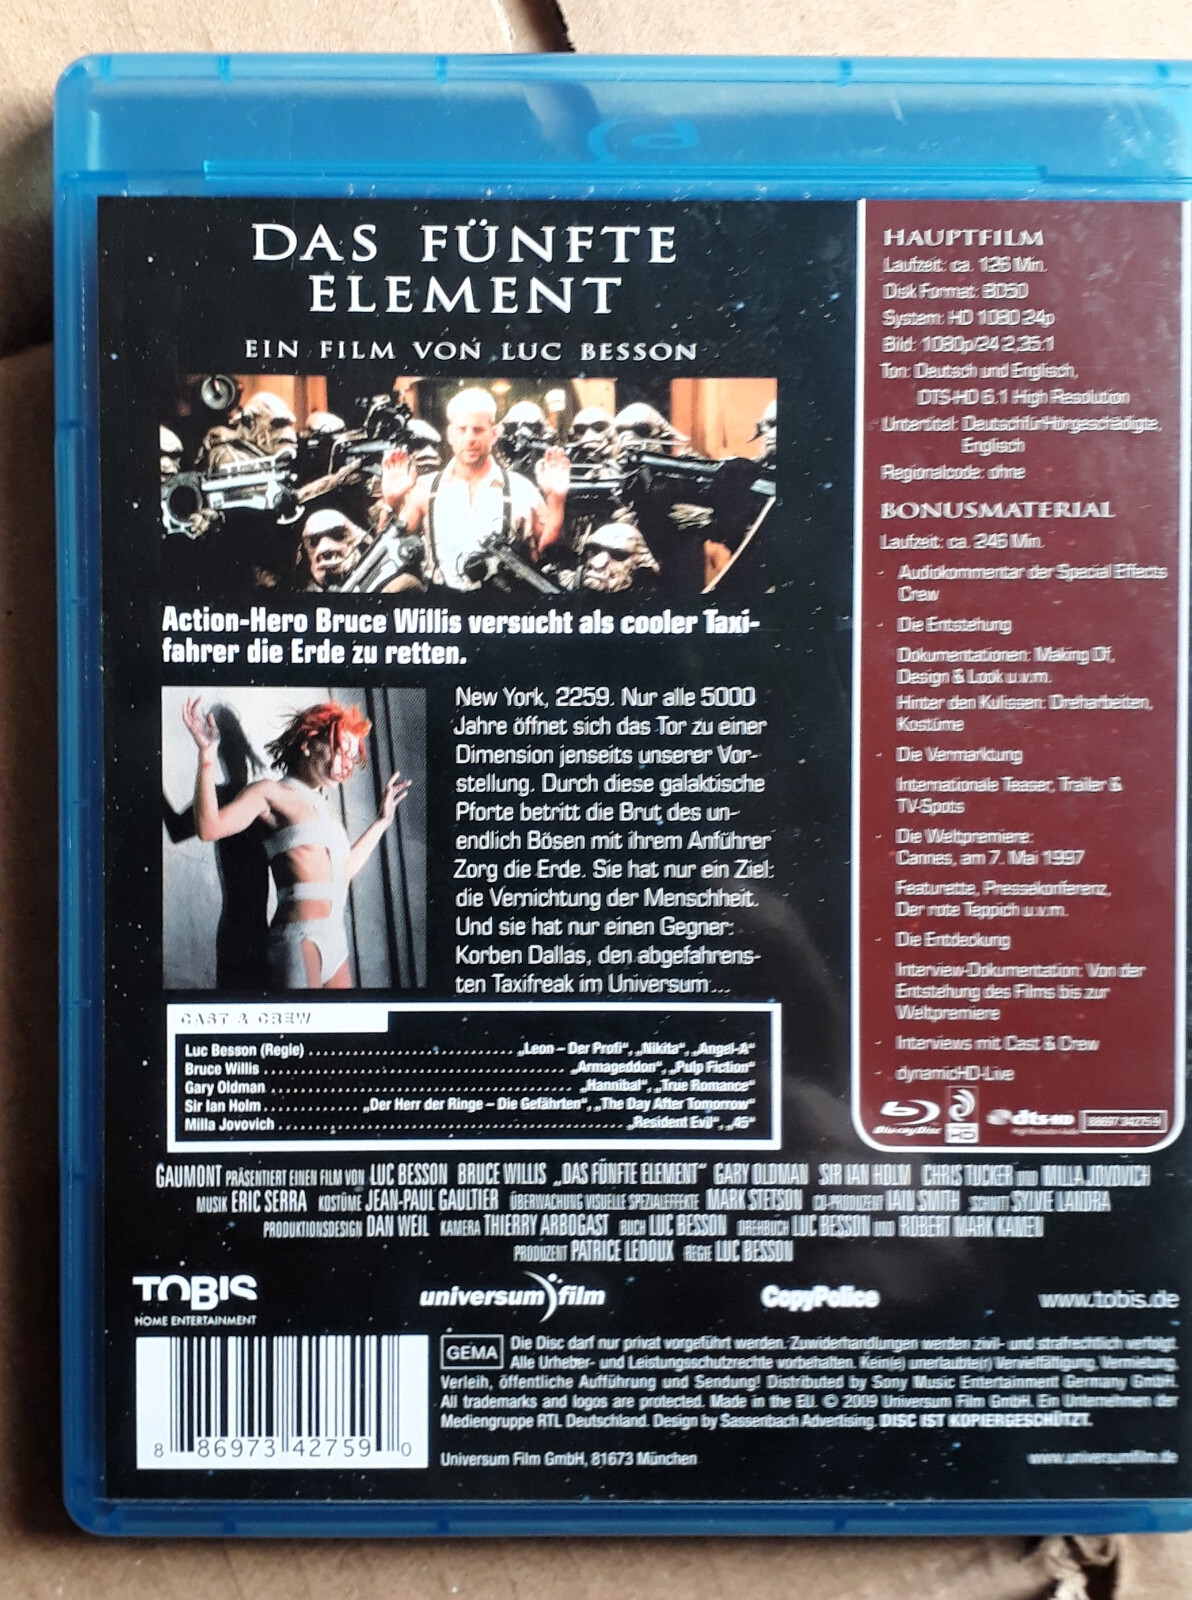 DAS FÜNFTE
ELEMENT
EIN FILM VON LUC BESSON
Action-Hero Bruce Willis versucht als cooler Taxi-
fahrer die Erde zu retten.
New York, 2259. Nur alle 5000
Jahre öffnet sich das Tor zu einer
Dimension jenseits unserer Vor-
stellung. Durch diese galaktische
Pforte betritt die Brut des un-
endlich Bösen mit ihrem Anführer
Zorg die Erde. Sie hat nur ein Ziel:
die Vernichtung der Menschheit.
Und sie hat nur einen Gegner:
Korben Dallas, den abgefahrens-
ten Taxifreak im Universum...
CAST & CREW
Luc Besson (Regie) ........................ „Leon – Der Profi“, „Nikita“, „Angel-A“
Bruce Willis ........................ „Armageddon“, „Pulp Fiction“
Gary Oldman ........................ „Hannibal“, „True Romance“
Sir Ian Holm .............. „Der Herr der Ringe – Die Gefährten“, „The Day After Tomorrow“
Milla Jovovich ........................ „Resident Evil“, „.45“
HAUPTFILM
Laufzeit: ca. 126 Min.
Disk Format: BD50
System: HD 1080 24p
Bild: 1080p/24 2,35:1
Ton: Deutsch und Englisch,
DTS-HD 6.1 High Resolution
Untertitel: Deutsch für Hörgeschädigte,
Englisch
Regionalcode: ohne
BONUSMATERIAL
Laufzeit: ca. 245 Min.
- Audiokommentar der Special Effects
Crew
- Die Entstehung
Dokumentationen: Making Of,
Design & Look u.v.m.
Hinter den Kulissen: Dreharbeiten,
Kostüme
- Die Vermarktung
Internationale Teaser, Trailer &
TV-Spots
- Die Weltpremiere:
Cannes, am 7. Mai 1997
Featurette, Pressekonferenz,
Der rote Teppich u.v.m.
- Die Entdeckung
Interview-Dokumentation: Von der
Entstehung des Films bis zur
Weltpremiere
- Interviews mit Cast & Crew
- dynamicHD-Live
Blu-ray Disc HD dts-HD 88697 34275 9
GAUMONT PRÄSENTIERT EINEN FILM VON LUC BESSON BRUCE WILLIS „DAS FÜNFTE ELEMENT“ GARY OLDMAN SIR IAN HOLM CHRIS TUCKER UND MILLA JOVOVICH
MUSIK ERIC SERRA KOSTÜME JEAN-PAUL GAULTIER ÜBERWACHUNG VISUELLE SPEZIALEFFEKTE MARK STETSON CO-PRODUZENT IAIN SMITH SCHNITT SYLVIE LANDRA
PRODUKTIONSDESIGN DAN WEIL KAMERA THIERRY ARBOGAST BUCH LUC BESSON DREHBUCH LUC BESSON UND ROBERT MARK KAMEN
PRODUZENT PATRICE LEDOUX REGIE LUC BESSON
TOBIS
HOME ENTERTAINMENT
universum film
CopyPolice
www.tobis.de
8 86973 42759 0
GEMA
Die Disc darf nur privat vorgeführt werden. Zuwiderhandlungen werden zivil- und strafrechtlich verfolgt.
Alle Urheber- und Leistungsschutzrechte vorbehalten. Kein(e) unerlaubte(r) Vervielfältigung, Vermietung,
Verleih, öffentliche Aufführung und Sendung! Distributed by Sony Music Entertainment Germany GmbH.
All trademarks and logos are protected. Made in the EU. © 2009 Universum Film GmbH. Ein Unternehmen der
Mediengruppe RTL Deutschland. Design by Sassenbach Advertising. DISC IST KOPIERGESCHÜTZT.
Universum Film GmbH, 81673 München
www.universumfilm.de